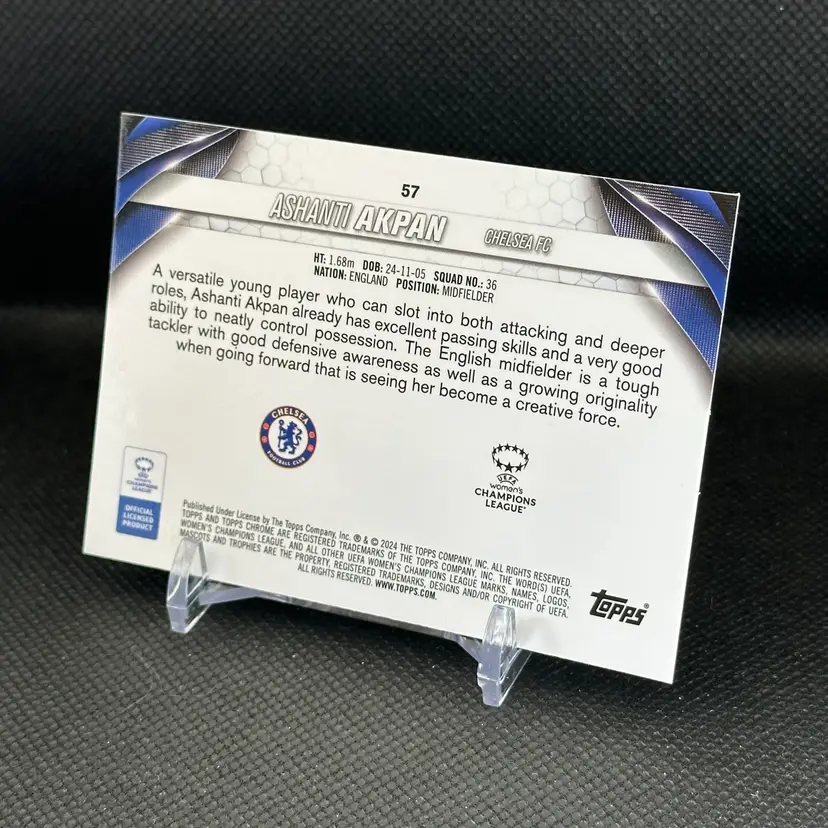 57
ASHANTI AKPAN CHELSEA FC
HT: 1.68m DOB: 24-11-05 SQUAD NO.: 36
NATION: ENGLAND POSITION: MIDFIELDER
A versatile young player who can slot into both attacking and deeper
roles, Ashanti Akpan already has excellent passing skills and a very good
ability to neatly control possession. The English midfielder is a tough
tackler with good defensive awareness as well as a growing originality
when going forward that is seeing her become a creative force.
CHELSEA
FOOTBALL CLUB
UEFA
women's
CHAMPIONS
LEAGUE
UEFA
women's
CHAMPIONS
LEAGUE
OFFICIAL
LICENSED
PRODUCT
Published Under License by The Topps Company, Inc. ® & © 2024 THE TOPPS COMPANY, INC. ALL RIGHTS RESERVED.
TOPPS AND TOPPS CHROME ARE REGISTERED TRADEMARKS OF THE TOPPS COMPANY, INC. THE WORD(S) UEFA,
WOMEN'S CHAMPIONS LEAGUE, AND ALL OTHER UEFA WOMEN'S CHAMPIONS LEAGUE MARKS, NAMES, LOGOS,
MASCOTS AND TROPHIES ARE THE PROPERTY, REGISTERED TRADEMARKS, DESIGNS AND/OR COPYRIGHT OF UEFA.
ALL RIGHTS RESERVED. WWW.TOPPS.COM.
topps®